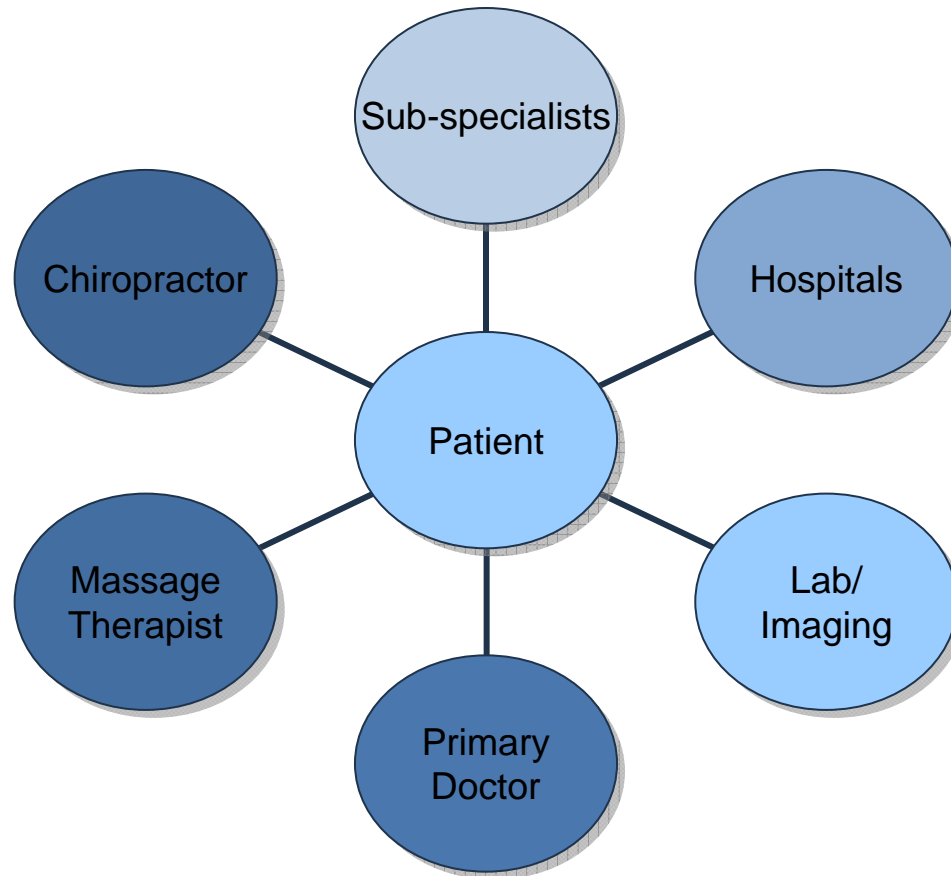 Sub-specialists
Chiropractor
Hospitals
Patient
Massage
Therapist
Lab/
Imaging
Primary
Doctor